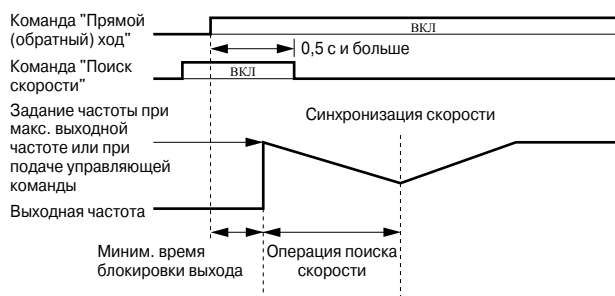 Команда "Прямой
(обратный) ход"
ВКЛ
0,5 с и больше
Команда "Поиск
скорости"
ВКЛ
Задание частоты при
макс. выходной
частоте или при
подаче управляющей
команды
Синхронизация скорости
Выходная частота
Миним. время
блокировки выхода
Операция поиска
скорости